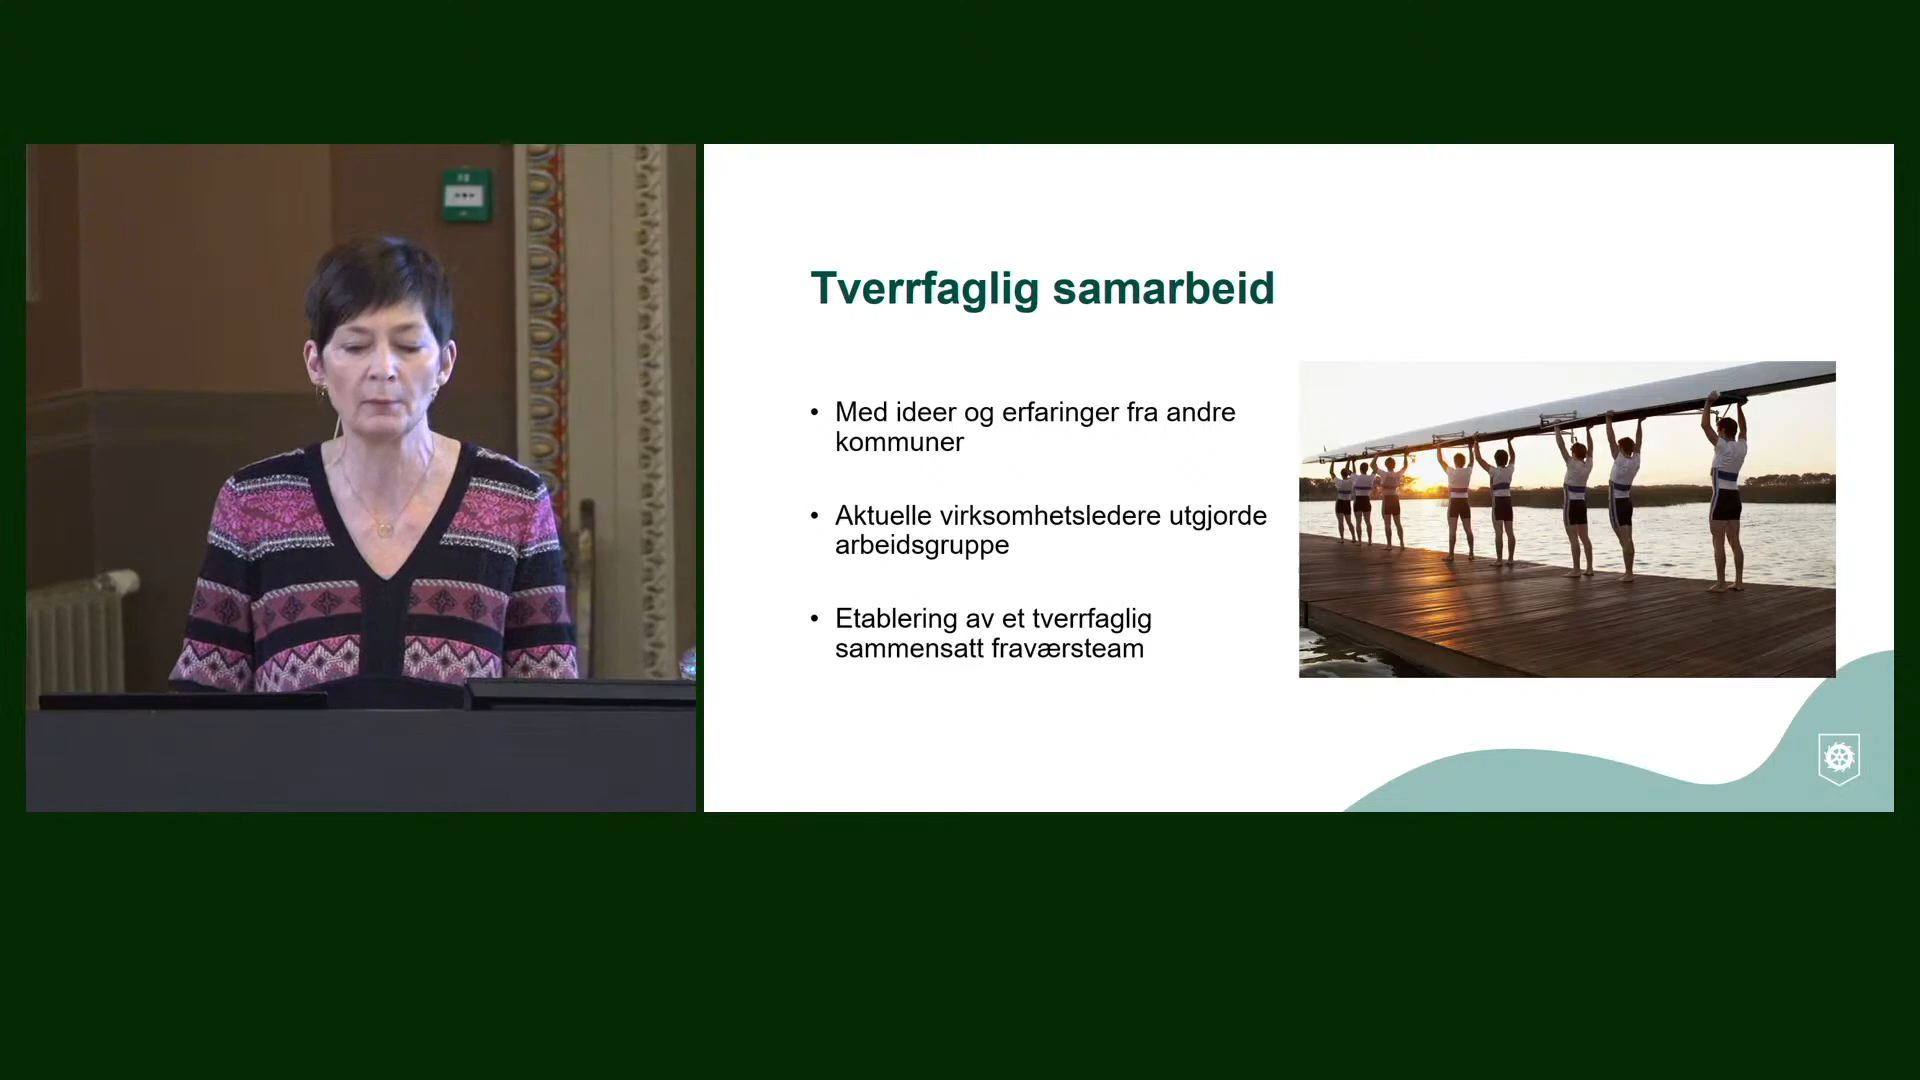 Tverrfaglig samarbeid
• Med ideer og erfaringer fra andre
kommuner
• Aktuelle virksomhetsledere utgjorde
arbeidsgruppe
• Etablering av et tverrfaglig
sammensatt fraværsteam